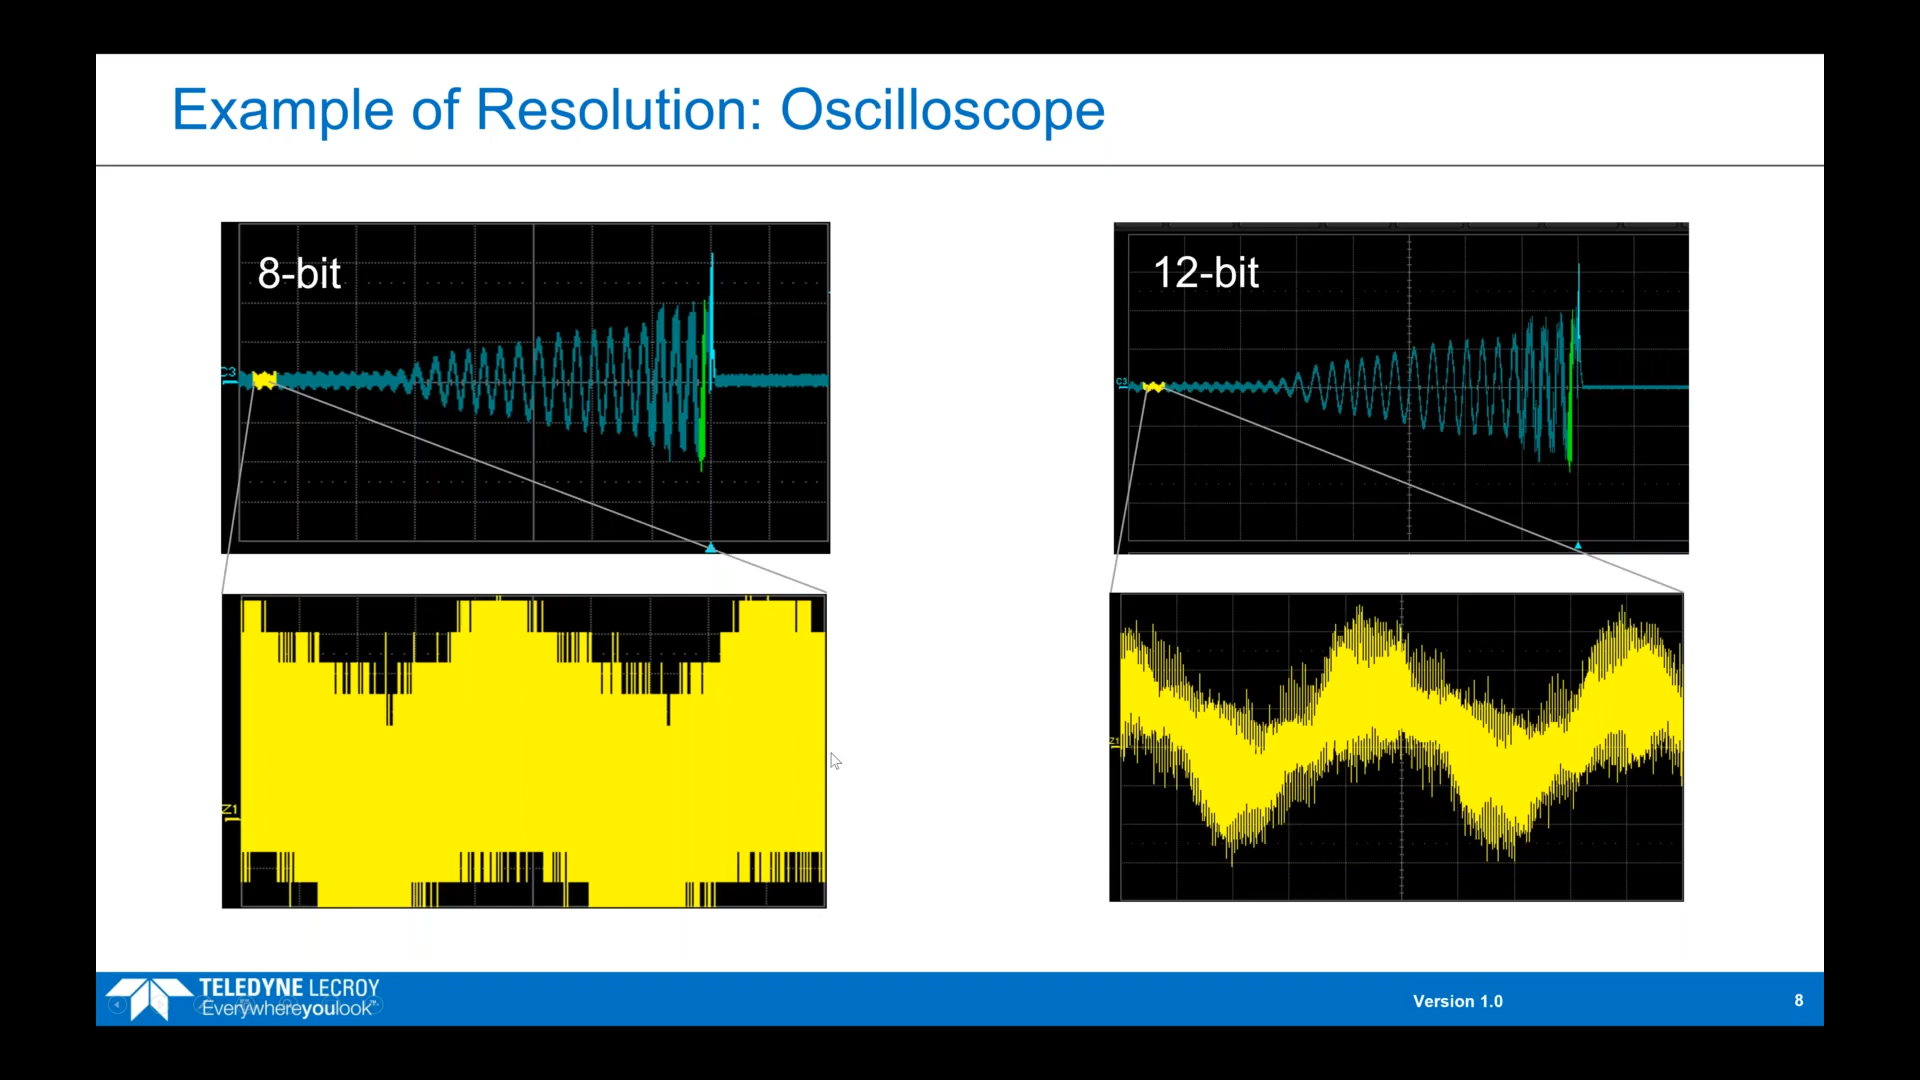 Example of Resolution: Oscilloscope
8-bit
12-bit
C3
C3
Z1
Z1
TELEDYNE LECROY
Everywhereyoulook™
Version 1.0
8